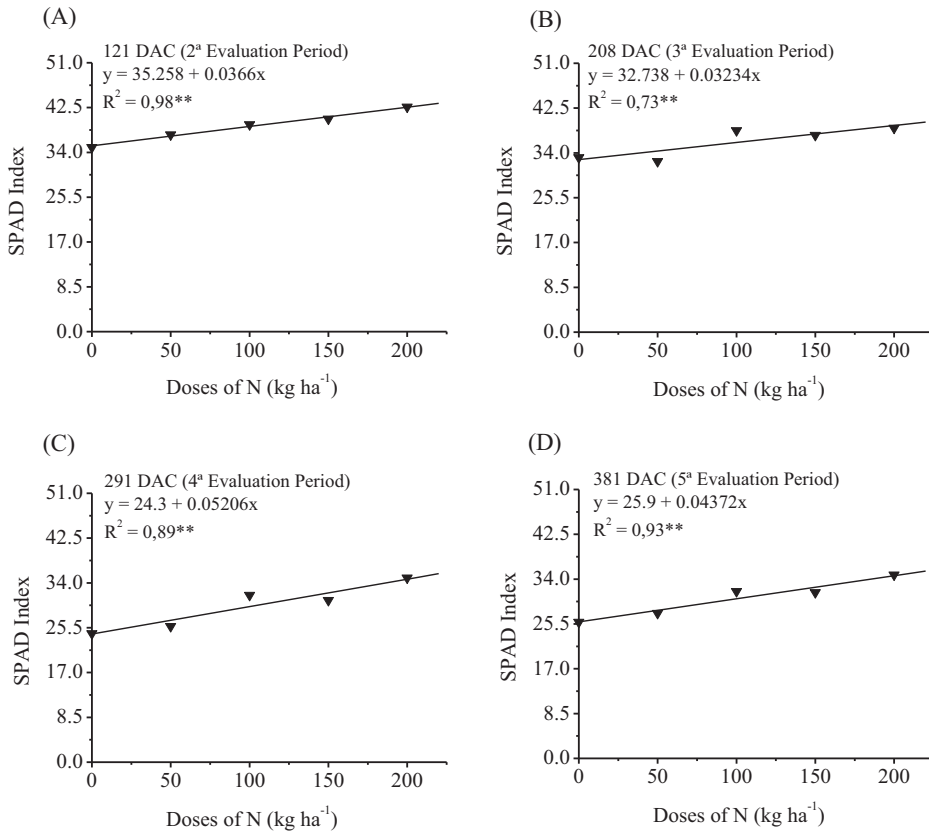 (A)
121 DAC (2ª Evaluation Period)
y = 35.258 + 0.0366x
R² = 0,98**
SPAD Index
51.0
42.5
34.0
25.5
17.0
8.5
0.0
0 50 100 150 200
Doses of N (kg ha⁻¹)
(B)
208 DAC (3ª Evaluation Period)
y = 32.738 + 0.03234x
R² = 0,73**
SPAD Index
51.0
42.5
34.0
25.5
17.0
8.5
0.0
0 50 100 150 200
Doses of N (kg ha⁻¹)
(C)
291 DAC (4ª Evaluation Period)
y = 24.3 + 0.05206x
R² = 0,89**
SPAD Index
51.0
42.5
34.0
25.5
17.0
8.5
0.0
0 50 100 150 200
Doses of N (kg ha⁻¹)
(D)
381 DAC (5ª Evaluation Period)
y = 25.9 + 0.04372x
R² = 0,93**
SPAD Index
51.0
42.5
34.0
25.5
17.0
8.5
0.0
0 50 100 150 200
Doses of N (kg ha⁻¹)